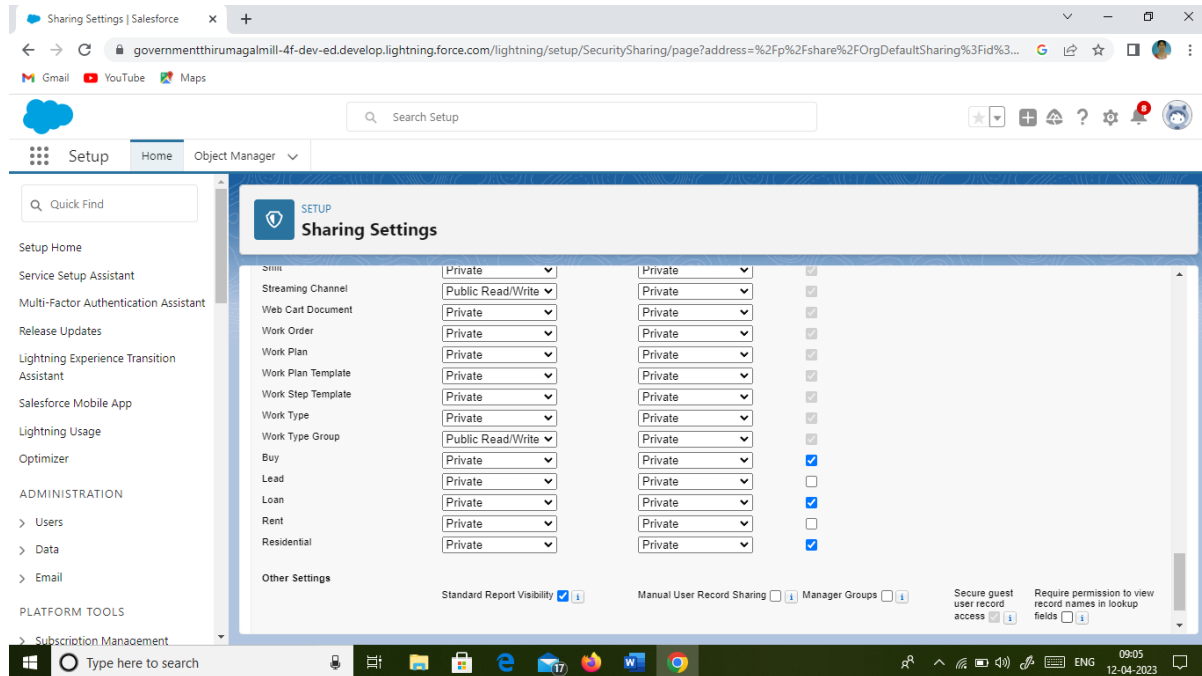 Sharing Settings | Salesforce
governmentthirumagalmill-4f-dev-ed.develop.lightning.force.com/lightning/setup/SecuritySharing/page?address=%2Fp%2Fshare%2FOrgDefaultSharing%3Fid%3...
Gmail YouTube Maps
Search Setup
8
Setup Home Object Manager
Quick Find
SETUP
Sharing Settings
Setup Home
Service Setup Assistant
Multi-Factor Authentication Assistant
Release Updates
Lightning Experience Transition
Assistant
Salesforce Mobile App
Lightning Usage
Optimizer
ADMINISTRATION
Users
Data
Email
PLATFORM TOOLS
Subscription Management
Shift Private Private
Streaming Channel Public Read/Write Private
Web Cart Document Private Private
Work Order Private Private
Work Plan Private Private
Work Plan Template Private Private
Work Step Template Private Private
Work Type Private Private
Work Type Group Public Read/Write Private
Buy Private Private
Lead Private Private
Loan Private Private
Rent Private Private
Residential Private Private
Other Settings
Standard Report Visibility i Manual User Record Sharing i Manager Groups i
Secure guest
user record
access i
Require permission to view
record names in lookup
fields i
Type here to search
17
ENG
09:05
12-04-2023